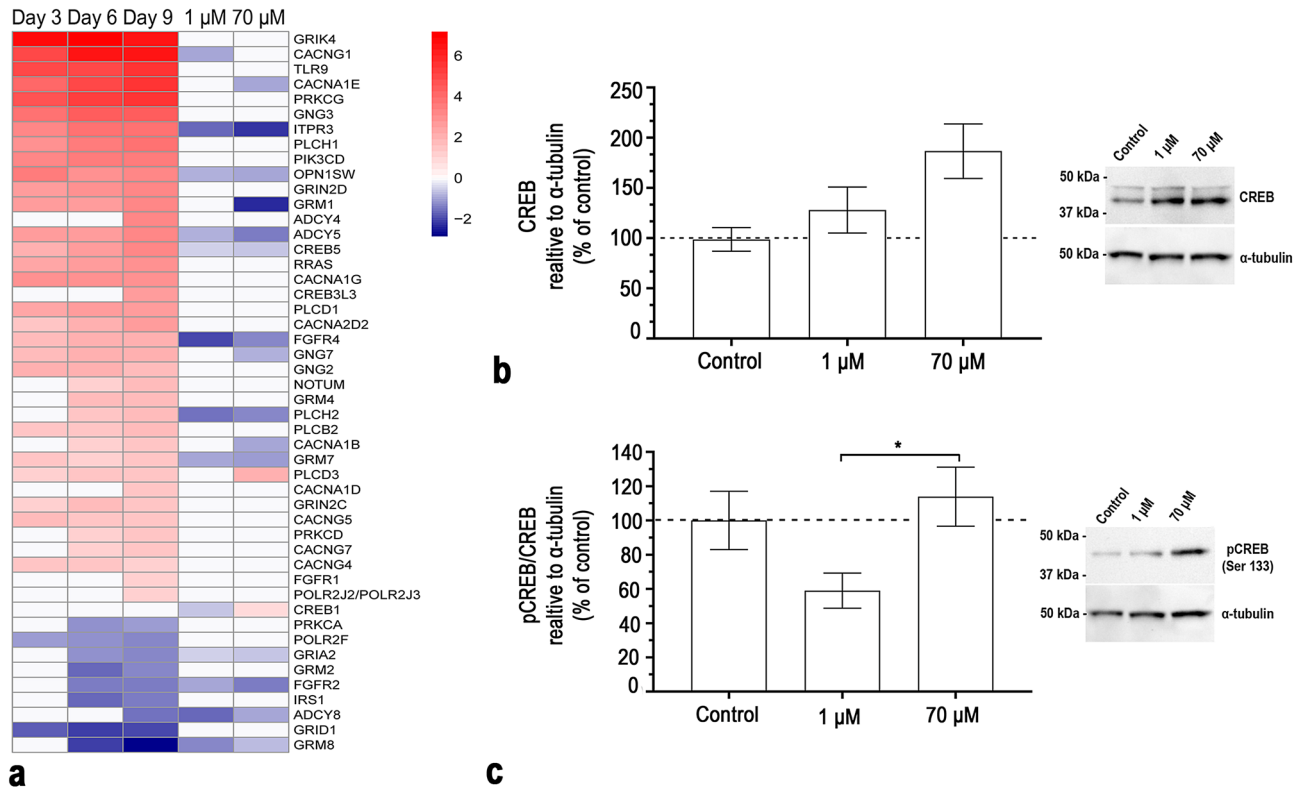 Day 3 Day 6 Day 9 1 µM 70 µM
GRIK4
CACNG1
TLR9
CACNA1E
PRKCG
GNG3
ITPR3
PLCH1
PIK3CD
OPN1SW
GRIN2D
GRM1
ADCY4
ADCY5
CREB5
RRAS
CACNA1G
CREB3L3
PLCD1
CACNA2D2
FGFR4
GNG7
GNG2
NOTUM
GRM4
PLCH2
PLCB2
CACNA1B
GRM7
PLCD3
CACNA1D
GRIN2C
CACNG5
PRKCD
CACNG7
CACNG4
FGFR1
POLR2J2/POLR2J3
CREB1
PRKCA
POLR2F
GRIA2
GRM2
FGFR2
IRS1
ADCY8
GRID1
GRM8
6
4
2
0
−2
a
CREB
realtive to α-tubulin
(% of control)
250
200
150
100
50
0
Control 1 µM 70 µM
b
Control 1 µM 70 µM
50 kDa
37 kDa
CREB
50 kDa
α-tubulin
pCREB/CREB
realtive to α-tubulin
(% of control)
140
120
100
80
60
40
20
0
*
Control 1 µM 70 µM
c
Control 1 µM 70 µM
50 kDa
37 kDa
pCREB
(Ser 133)
50 kDa
α-tubulin